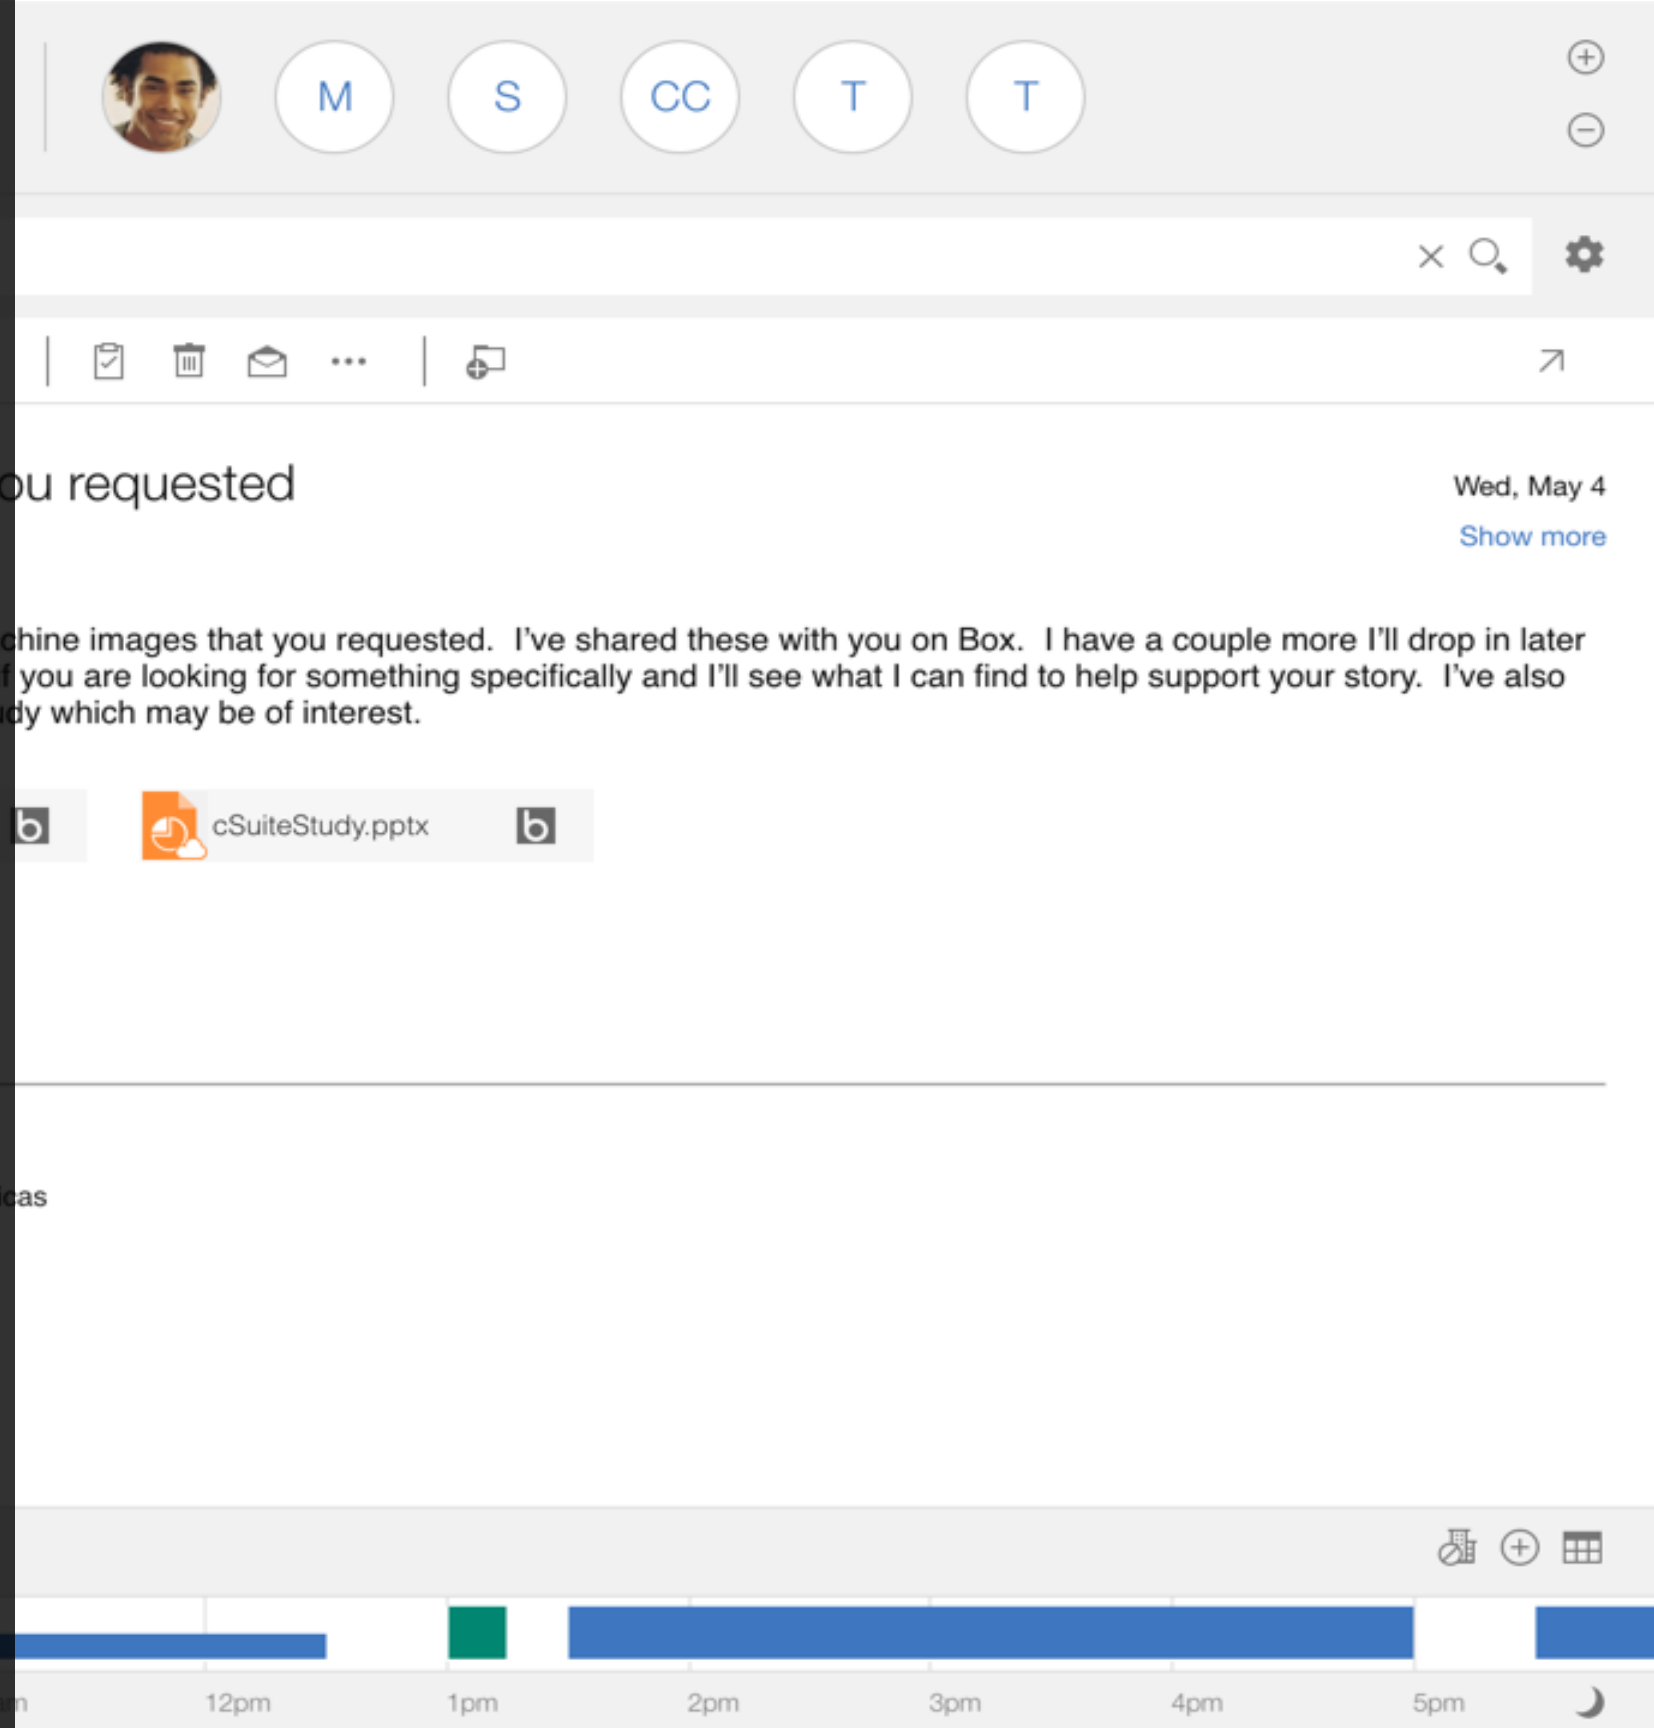 M S CC T T
ou requested
Wed, May 4
Show more
chine images that you requested.  I've shared these with you on Box.  I have a couple more I'll drop in later
f you are looking for something specifically and I'll see what I can find to help support your story.  I've also
dy which may be of interest.
b cSuiteStudy.pptx b
icas
12pm 1pm 2pm 3pm 4pm 5pm